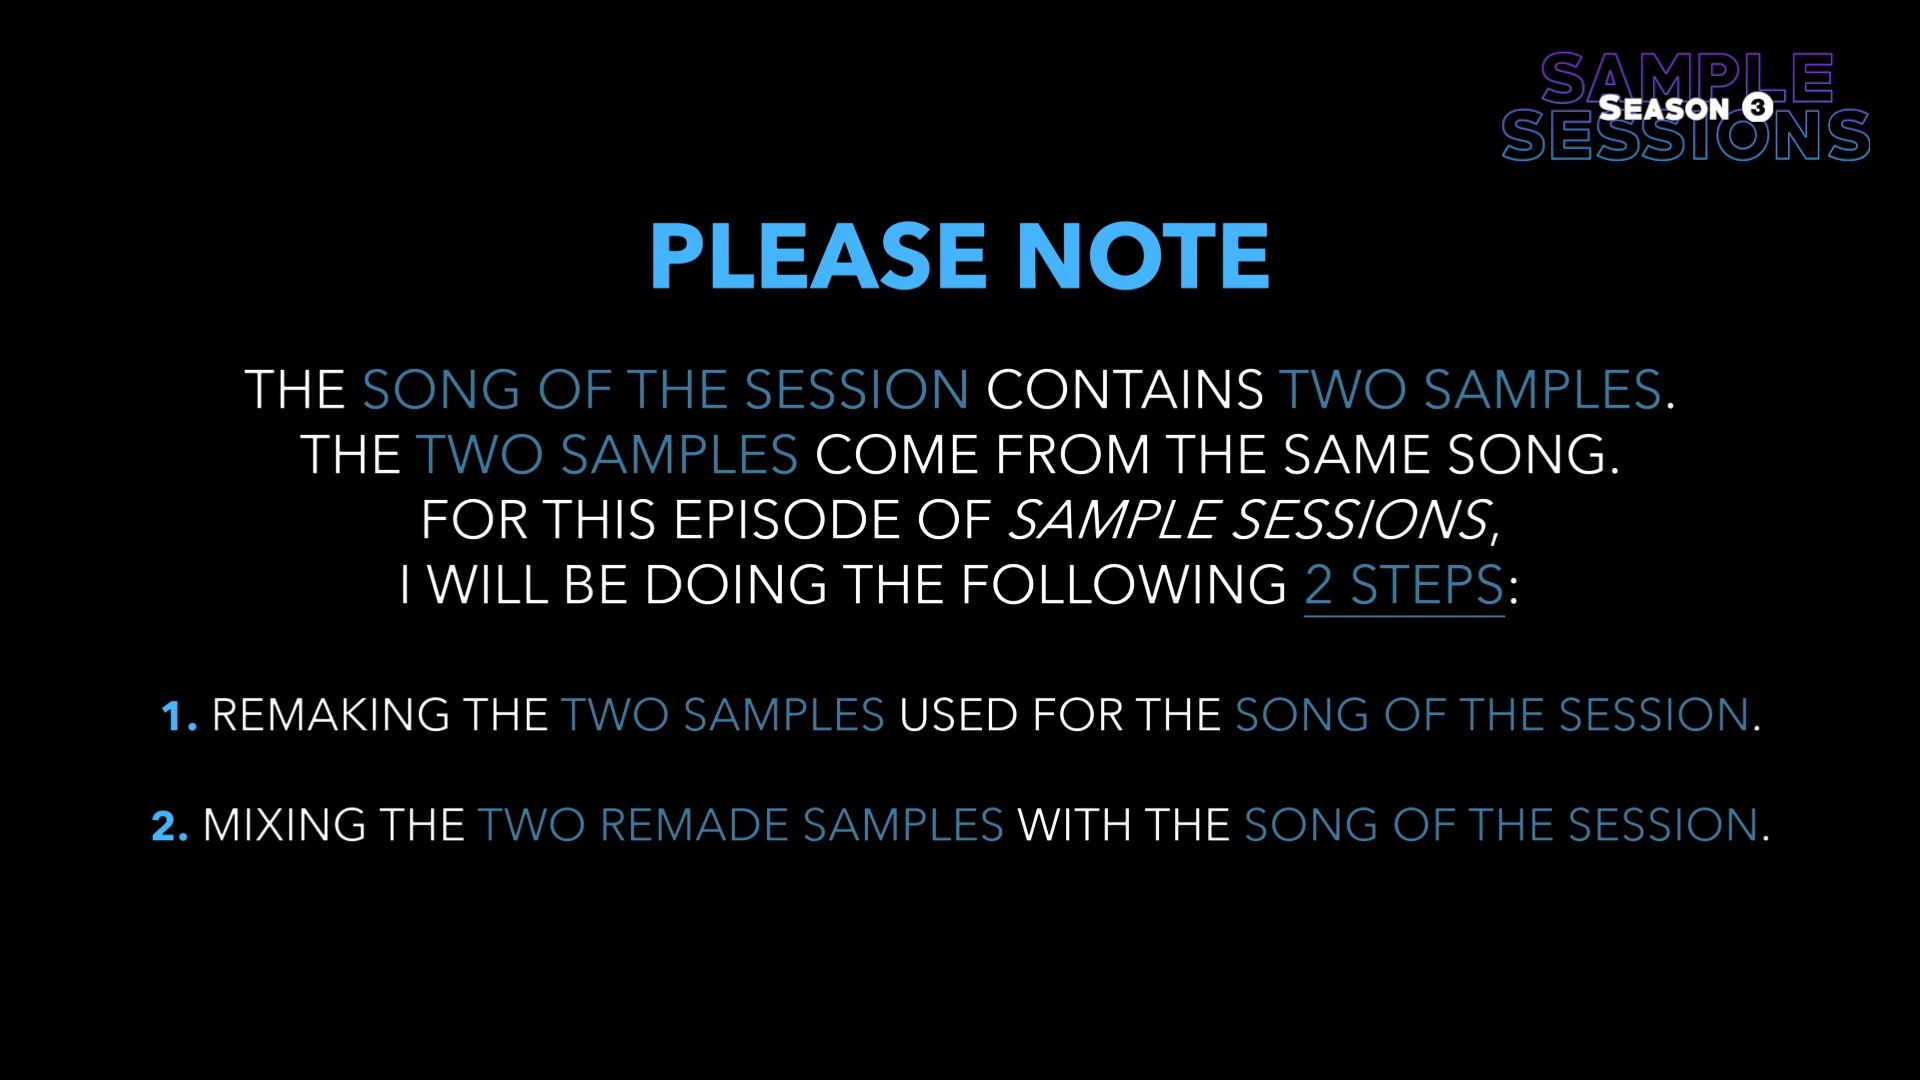 SAMPLE
SEASON 3
SESSIONS
PLEASE NOTE
THE SONG OF THE SESSION CONTAINS TWO SAMPLES.
THE TWO SAMPLES COME FROM THE SAME SONG.
FOR THIS EPISODE OF SAMPLE SESSIONS,
I WILL BE DOING THE FOLLOWING 2 STEPS:
1. REMAKING THE TWO SAMPLES USED FOR THE SONG OF THE SESSION.
2. MIXING THE TWO REMADE SAMPLES WITH THE SONG OF THE SESSION.